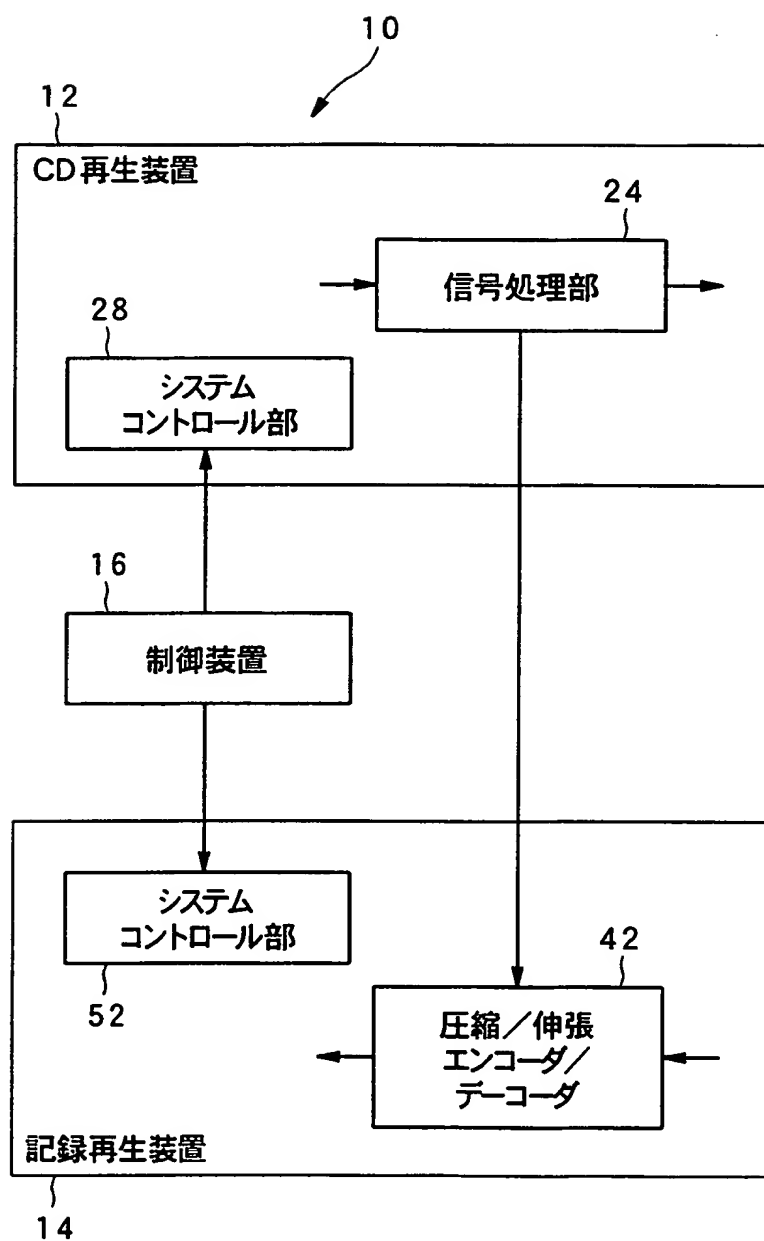 10
12
CD再生装置
24
信号処理部
28
システム
コントロール部
16
制御装置
システム
コントロール部
52
42
圧縮／伸張
エンコーダ／
デコーダ
記録再生装置
14